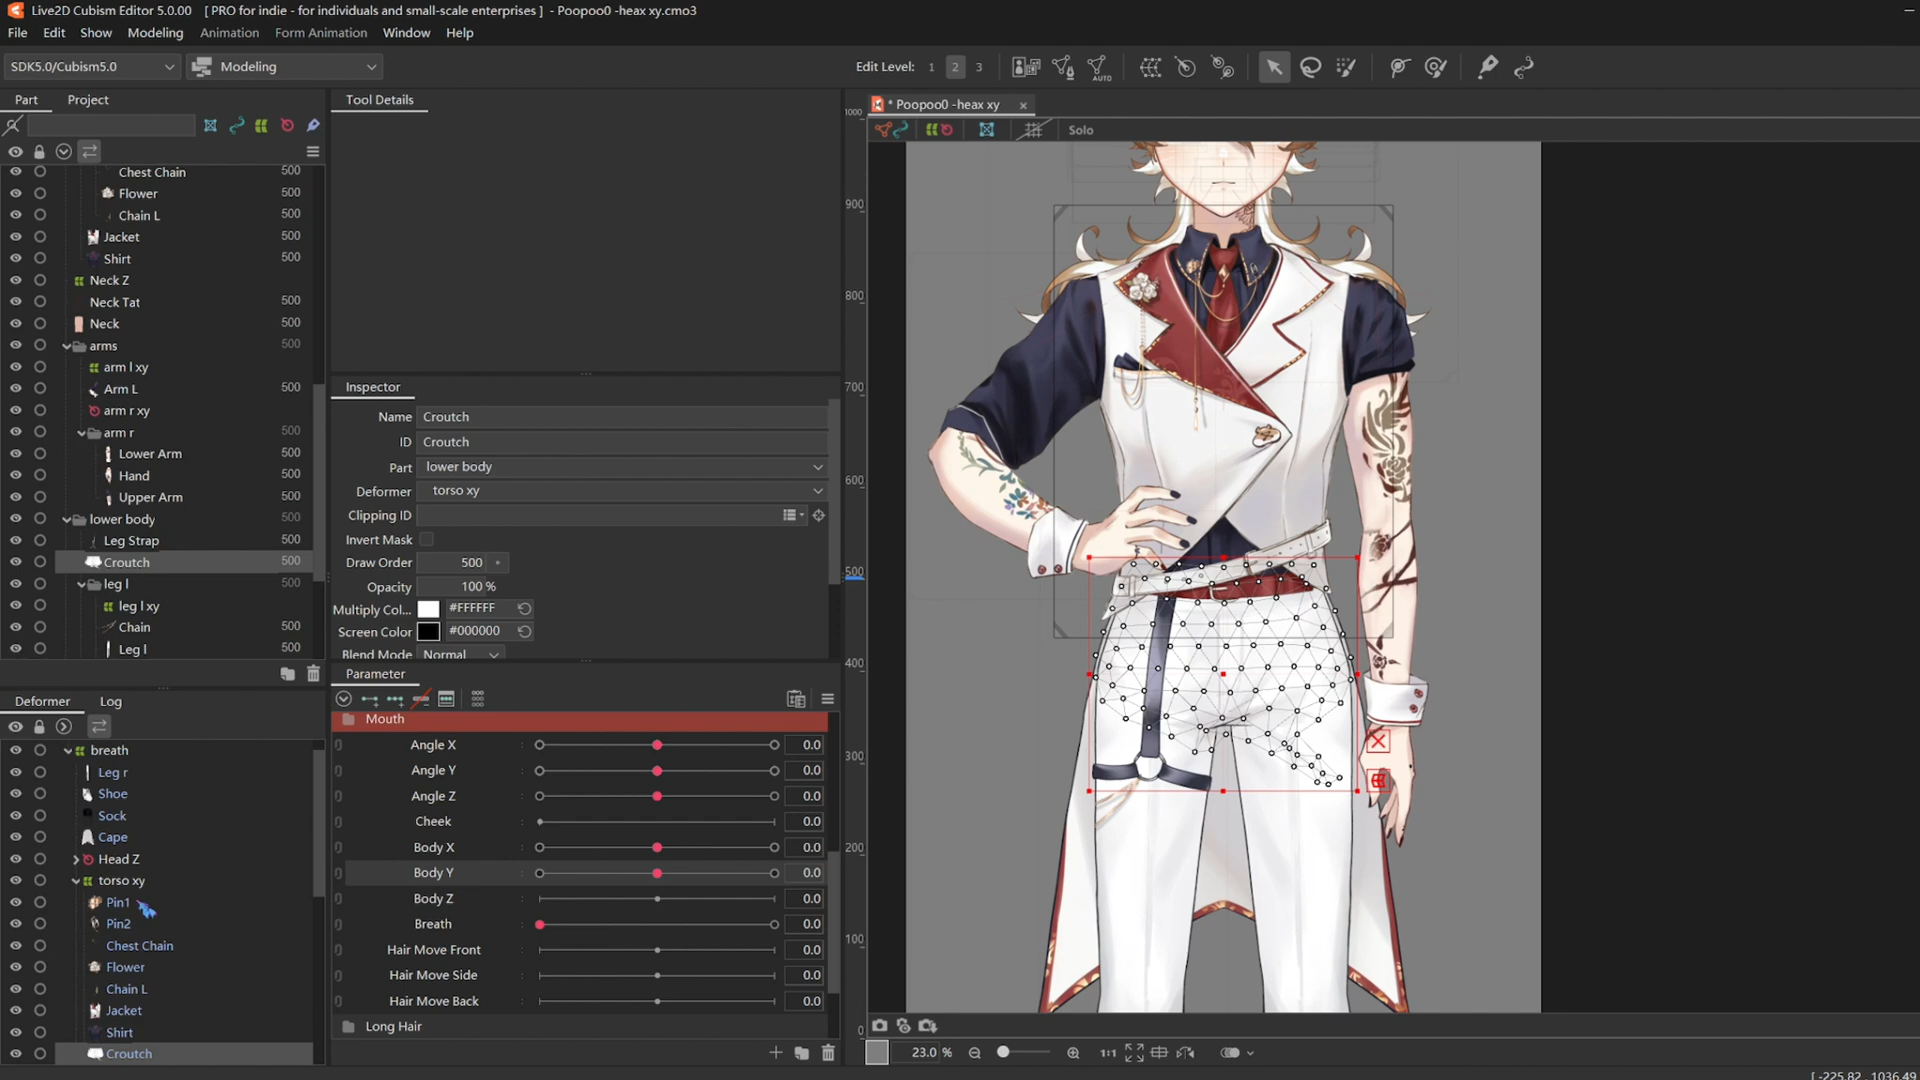 Live2D Cubism Editor 5.0.00 [ PRO for indie - for individuals and small-scale enterprises ] - Poopoo0 -heax xy.cmo3
File Edit Show Modeling Animation Form Animation Window Help
SDK5.0/Cubism5.0 Modeling Edit Level: 1 2 3 AUTO
Part Project
Tool Details
* Poopoo0 -heax xy
Solo
Chest Chain 500
Flower 500
Chain L 500
Jacket 500
Shirt 500
Neck Z
Neck Tat 500
Neck 500
arms 500
arm l xy
Arm L 500
arm r xy
arm r 500
Lower Arm 500
Hand 500
Upper Arm 500
lower body 500
Leg Strap 500
Croutch 500
leg l 500
leg l xy
Chain 500
Leg l 500
Inspector
Name Croutch
ID Croutch
Part lower body
Deformer torso xy
Clipping ID
Invert Mask
Draw Order 500
Opacity 100 %
Multiply Col... #FFFFFF
Screen Color #000000
Blend Mode Normal
Parameter
Mouth
Angle X 0.0
Angle Y 0.0
Angle Z 0.0
Cheek 0.0
Body X 0.0
Body Y 0.0
Body Z 0.0
Breath 0.0
Hair Move Front 0.0
Hair Move Side 0.0
Hair Move Back 0.0
Long Hair
Deformer Log
breath
Leg r
Shoe
Sock
Cape
Head Z
torso xy
Pin1
Pin2
Chest Chain
Flower
Chain L
Jacket
Shirt
Croutch
900
800
700
600
500
400
300
200
100
0
23.0 % 1:1
[ -225.82 , 1036.49